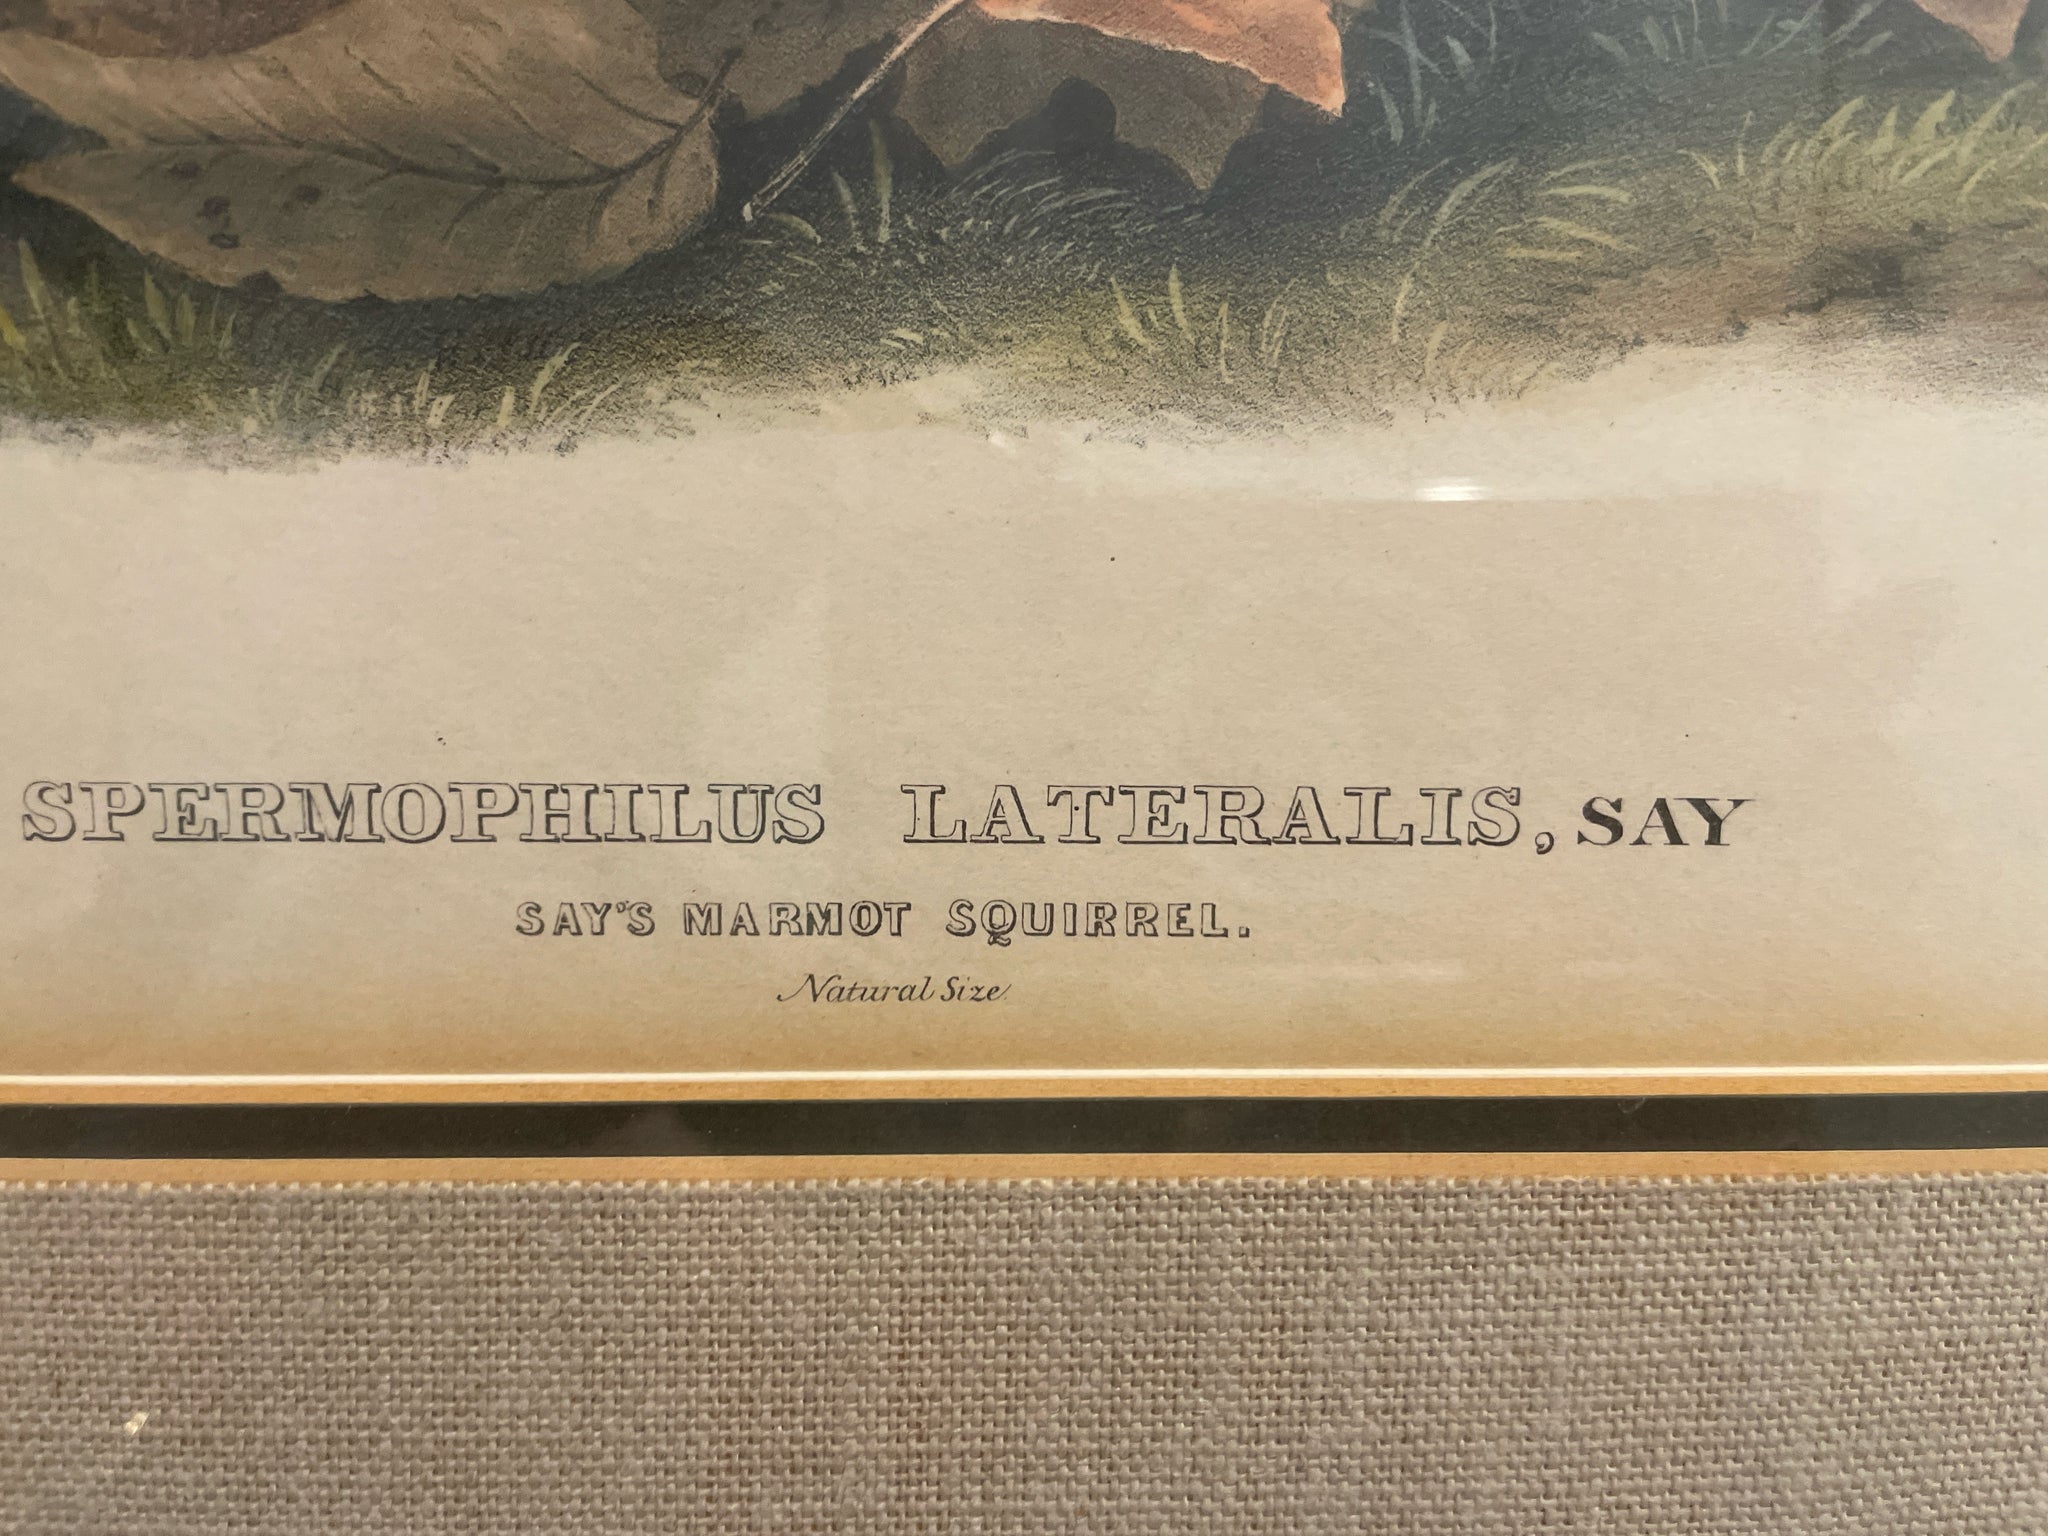 SPERMOPHILUS LATERALIS, SAY
SAY'S MARMOT SQUIRREL.
Natural Size